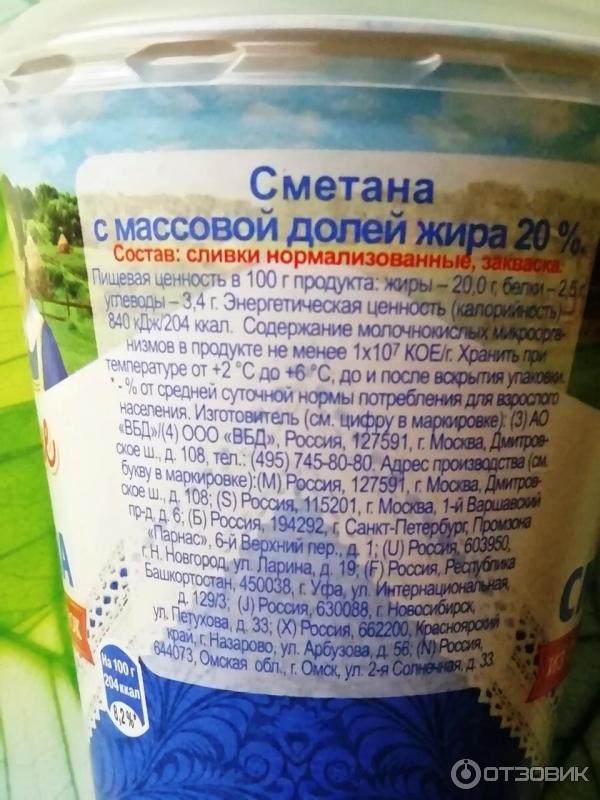 Сметана
с массовой долей жира 20 %.
Состав: сливки нормализованные, закваска.
Пищевая ценность в 100 г продукта: жиры – 20,0 г, белки – 2,5 г,
углеводы – 3,4 г. Энергетическая ценность (калорийность)
840 кДж/204 ккал. Содержание молочнокислых микроорга-
низмов в продукте не менее 1х10⁷ КОЕ/г. Хранить при
температуре от +2 °С до +6 °С, до и после вскрытия упаковки.
* - % от средней суточной нормы потребления для взрослого
населения. Изготовитель (см. цифру в маркировке): (3) АО
«ВБД»/(4) ООО «ВБД», Россия, 127591, г. Москва, Дмитров-
ское ш., д. 108, тел.: (495) 745-80-80. Адрес производства (см.
букву в маркировке):(М) Россия, 127591, г. Москва, Дмитров-
ское ш., д. 108; (S) Россия, 115201, г. Москва, 1-й Варшавский
пр-д, д. 6; (Б) Россия, 194292, г. Санкт-Петербург, Промзона
«Парнас», 6-й Верхний пер., д. 1; (U) Россия, 603950,
г. Н. Новгород, ул. Ларина, д. 19; (F) Россия, Республика
Башкортостан, 450038, г. Уфа, ул. Интернациональная,
д. 129/3; (J) Россия, 630088, г. Новосибирск,
ул. Петухова, д. 33; (X) Россия, 662200, Красноярский
край, г. Назарово, ул. Арбузова, д. 56; (N) Россия,
644073, Омская обл., г. Омск, ул. 2-я Солнечная, д. 33.
На 100 г
204 ккал
8,2%*
ИЗ
ОТЗОВИК